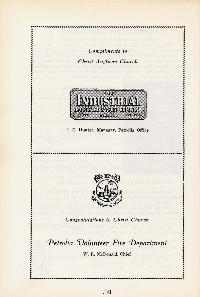 Compliments to
Christ Anglican Church
THE
INDUSTRIAL
Hunter, Manager, Petrolia Office
Congratulations to Christ Church
Petrolia Volunteer Fire Department
W. R. McDonald, Chief